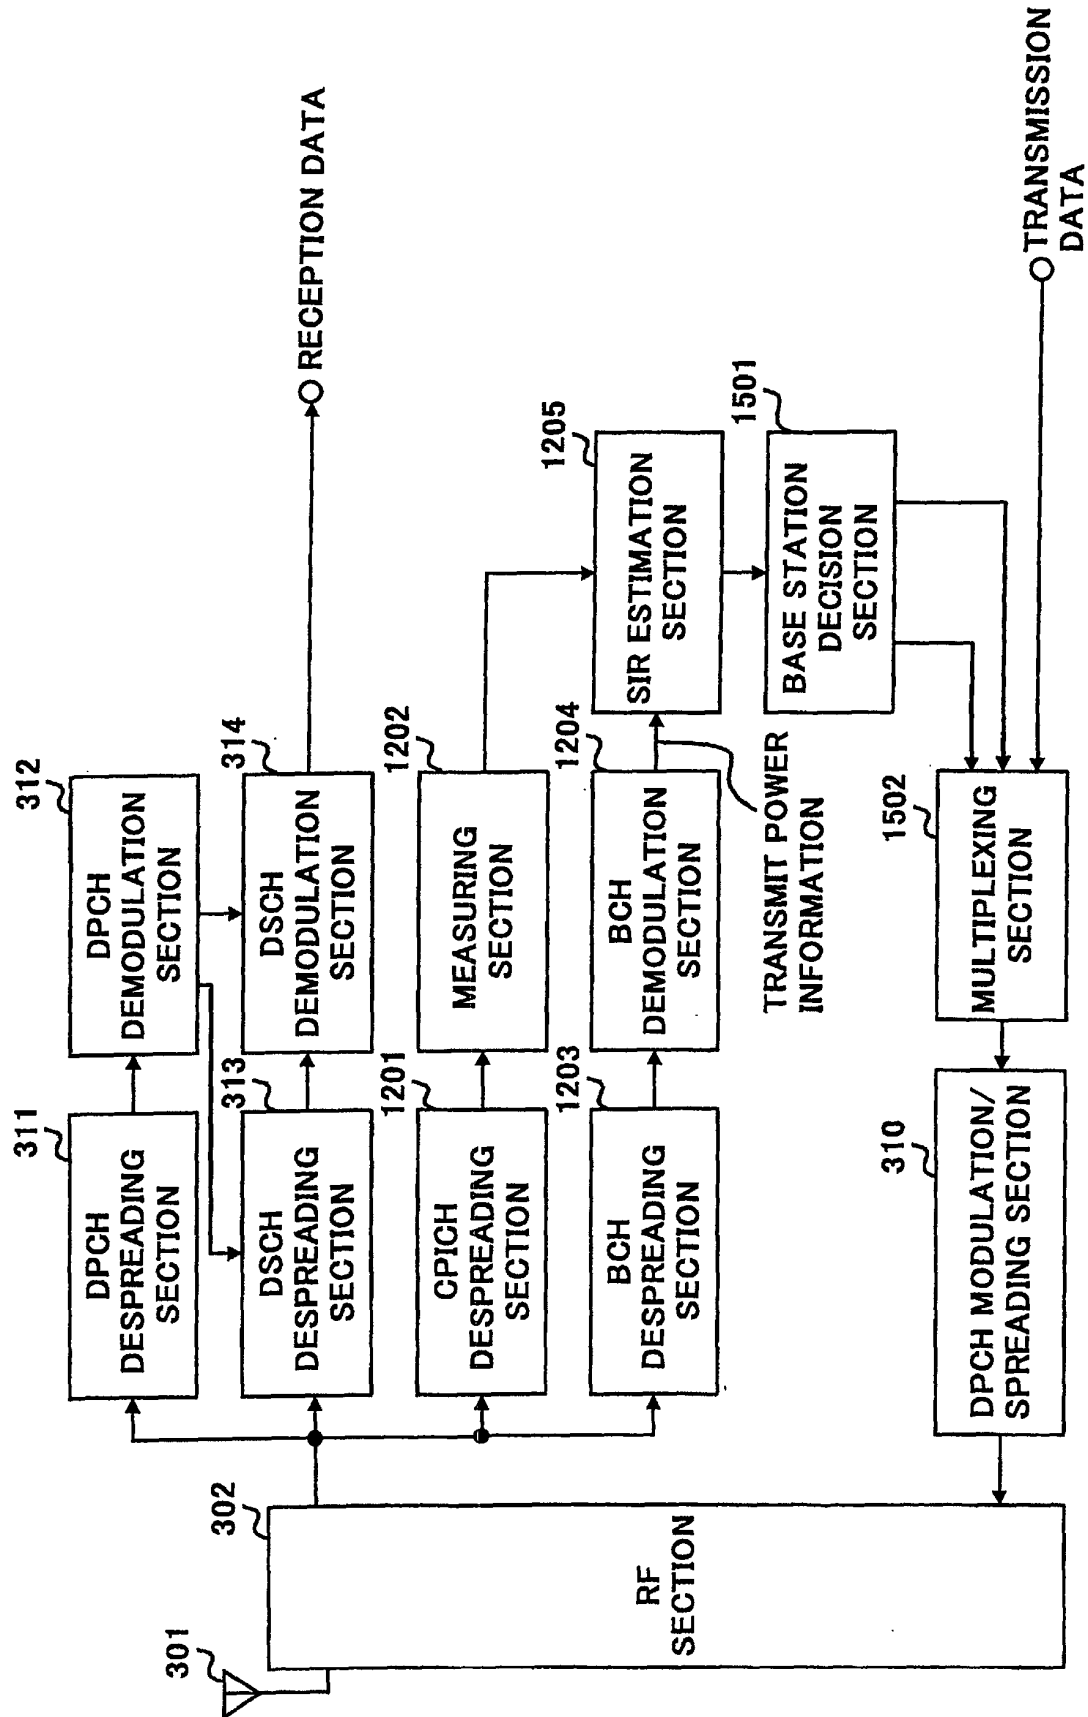 301
302
RF
SECTION
311
DPCH
DESPREADING
SECTION
312
DPCH
DEMODULATION
SECTION
313
DSCH
DESPREADING
SECTION
314
DSCH
DEMODULATION
SECTION
RECEPTION DATA
1201
CPICH
DESPREADING
SECTION
1202
MEASURING
SECTION
1203
BCH
DESPREADING
SECTION
1204
BCH
DEMODULATION
SECTION
TRANSMIT POWER
INFORMATION
1205
SIR ESTIMATION
SECTION
1501
BASE STATION
DECISION
SECTION
310
DPCH MODULATION/
SPREADING SECTION
1502
MULTIPLEXING
SECTION
TRANSMISSION
DATA